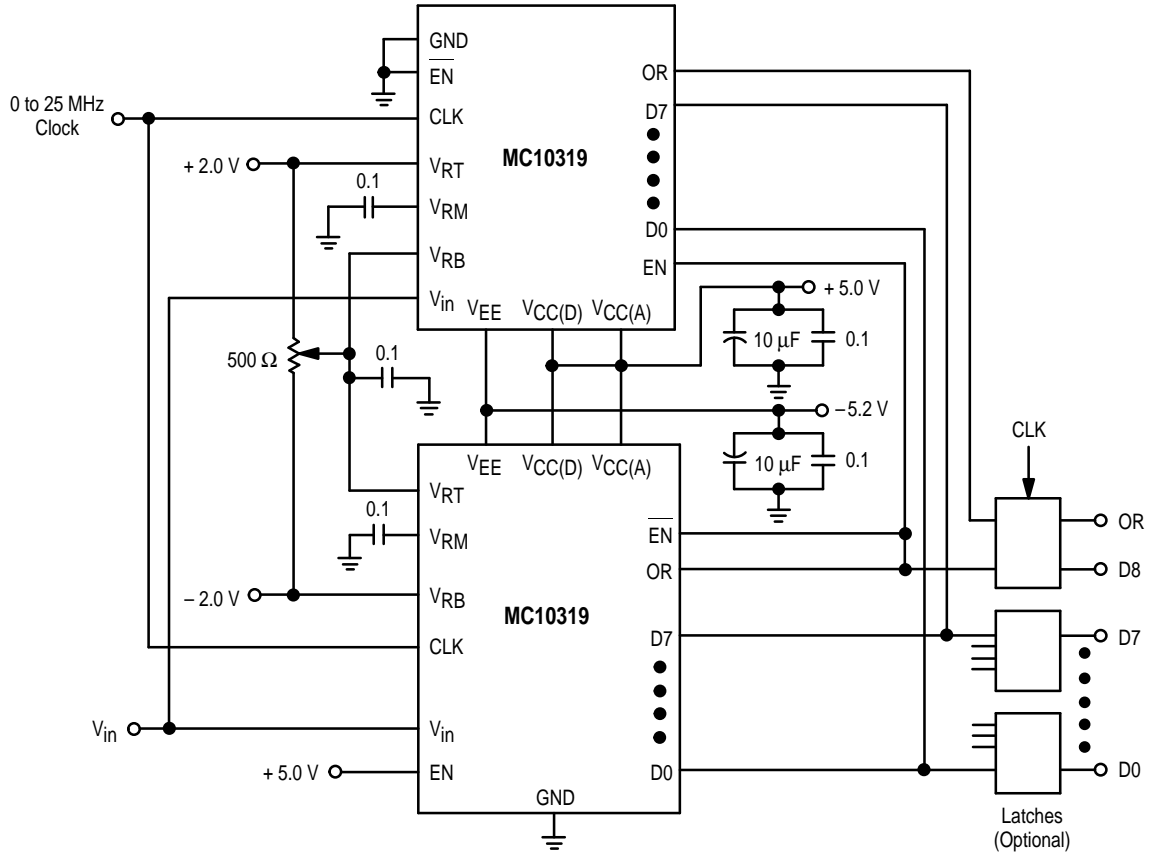 GND
EN
CLK
VRT
VRM
VRB
Vin
MC10319
OR
D7
D0
EN
VEE
VCC(D)
VCC(A)
0 to 25 MHz
Clock
+ 2.0 V
0.1
500 Ω
0.1
+ 5.0 V
10 μF
0.1
– 5.2 V
10 μF
0.1
VEE
VCC(D)
VCC(A)
VRT
0.1
VRM
– 2.0 V
VRB
CLK
MC10319
EN
OR
D7
D0
Vin
Vin
+ 5.0 V
EN
GND
CLK
OR
D8
D7
D0
Latches
(Optional)